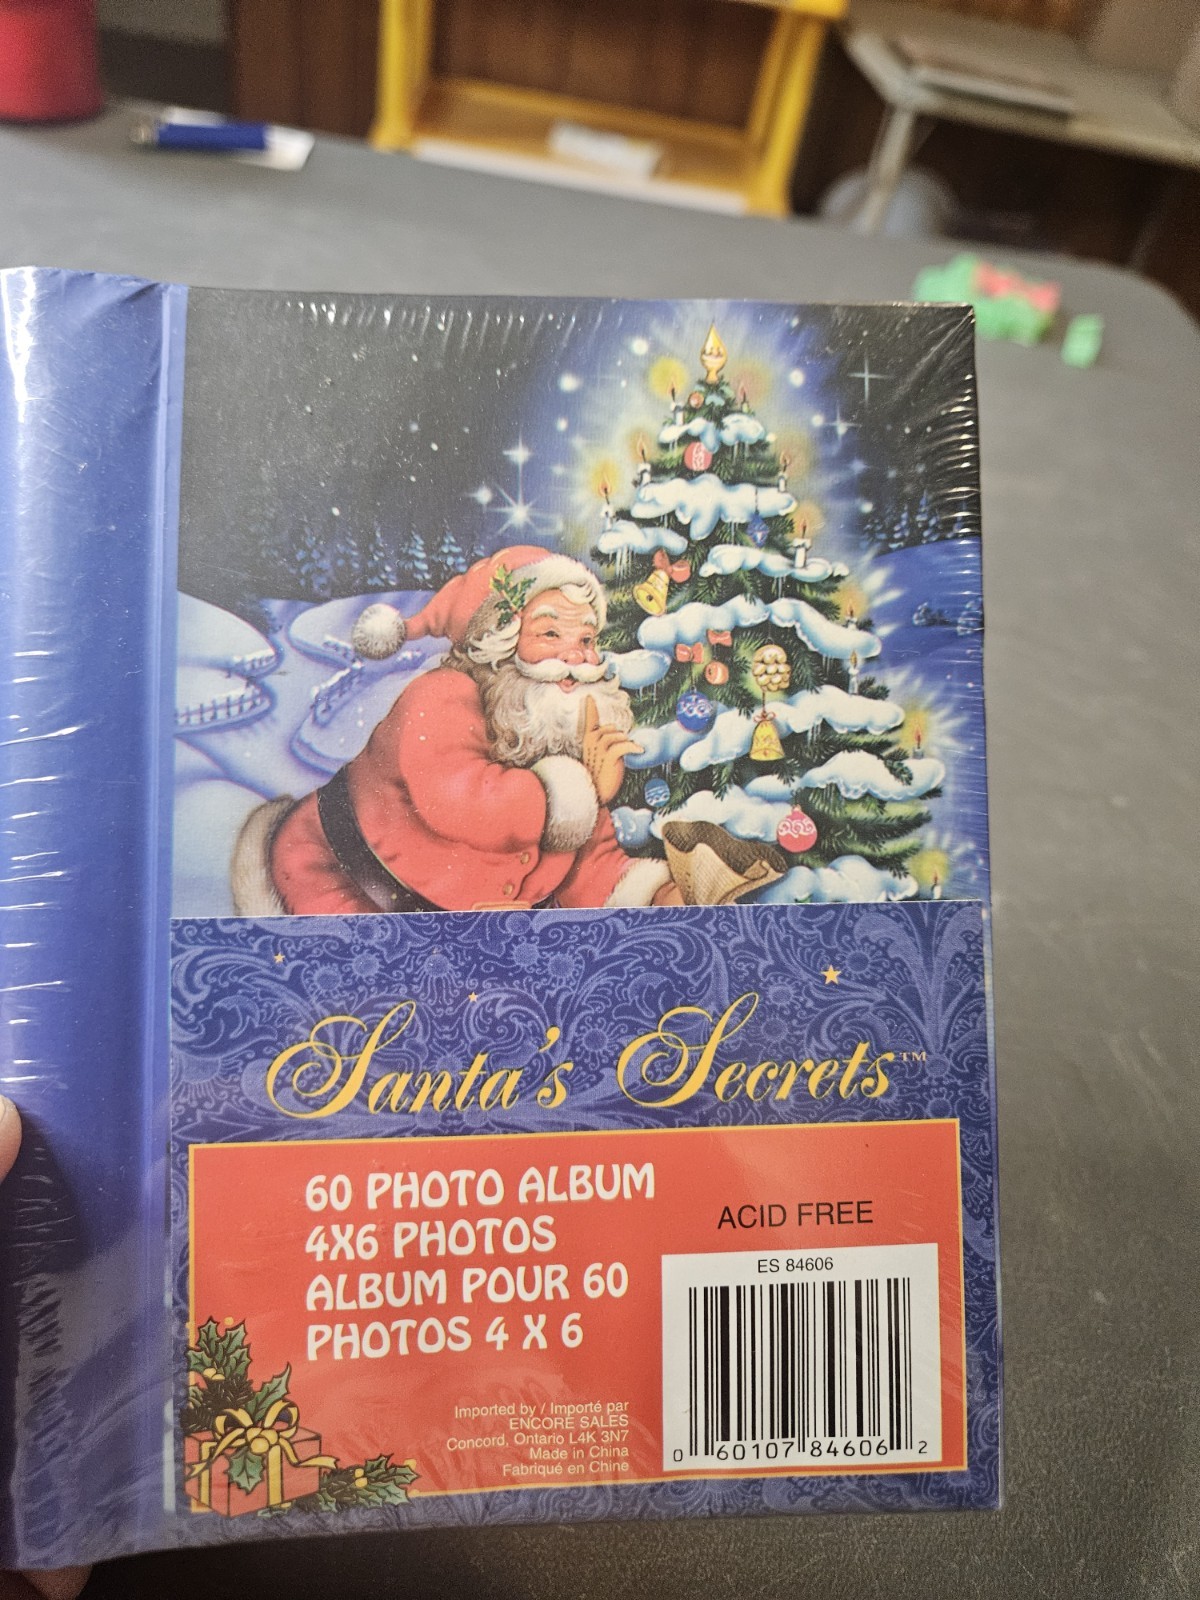 Santa's Secrets™
60 PHOTO ALBUM
4X6 PHOTOS
ALBUM POUR 60
PHOTOS 4 X 6
ACID FREE
ES 84606
0 60107 84606 2
Imported by / Importé par
ENCORE SALES
Concord, Ontario L4K 3N7
Made in China
Fabriqué en Chine